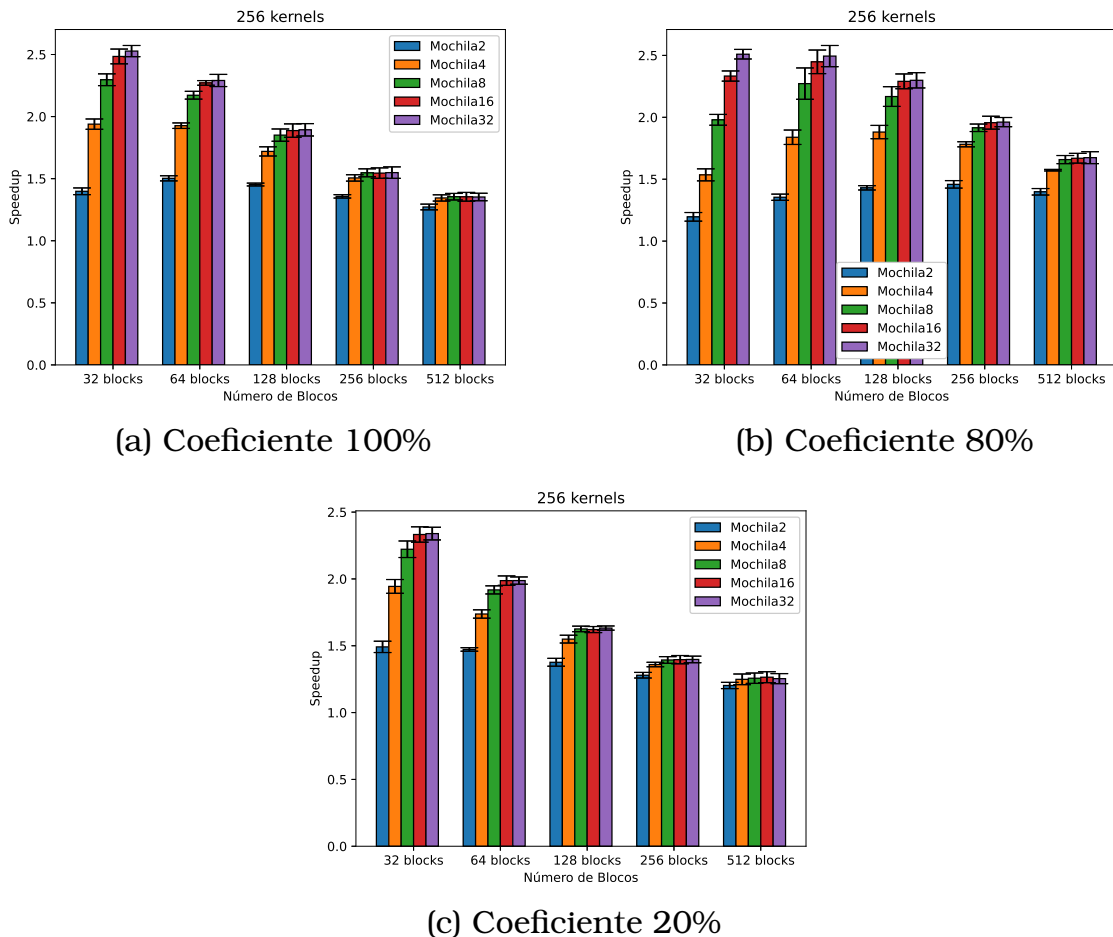 256 kernels
2.5
2.0
1.5
1.0
0.5
0.0
Speedup
Mochila2
Mochila4
Mochila8
Mochila16
Mochila32
32 blocks 64 blocks 128 blocks 256 blocks 512 blocks
Número de Blocos
(a) Coeficiente 100%
256 kernels
2.5
2.0
1.5
1.0
0.5
0.0
Speedup
Mochila2
Mochila4
Mochila8
Mochila16
Mochila32
32 blocks 64 blocks 128 blocks 256 blocks 512 blocks
Número de Blocos
(b) Coeficiente 80%
256 kernels
2.5
2.0
1.5
1.0
0.5
0.0
Speedup
Mochila2
Mochila4
Mochila8
Mochila16
Mochila32
32 blocks 64 blocks 128 blocks 256 blocks 512 blocks
Número de Blocos
(c) Coeficiente 20%